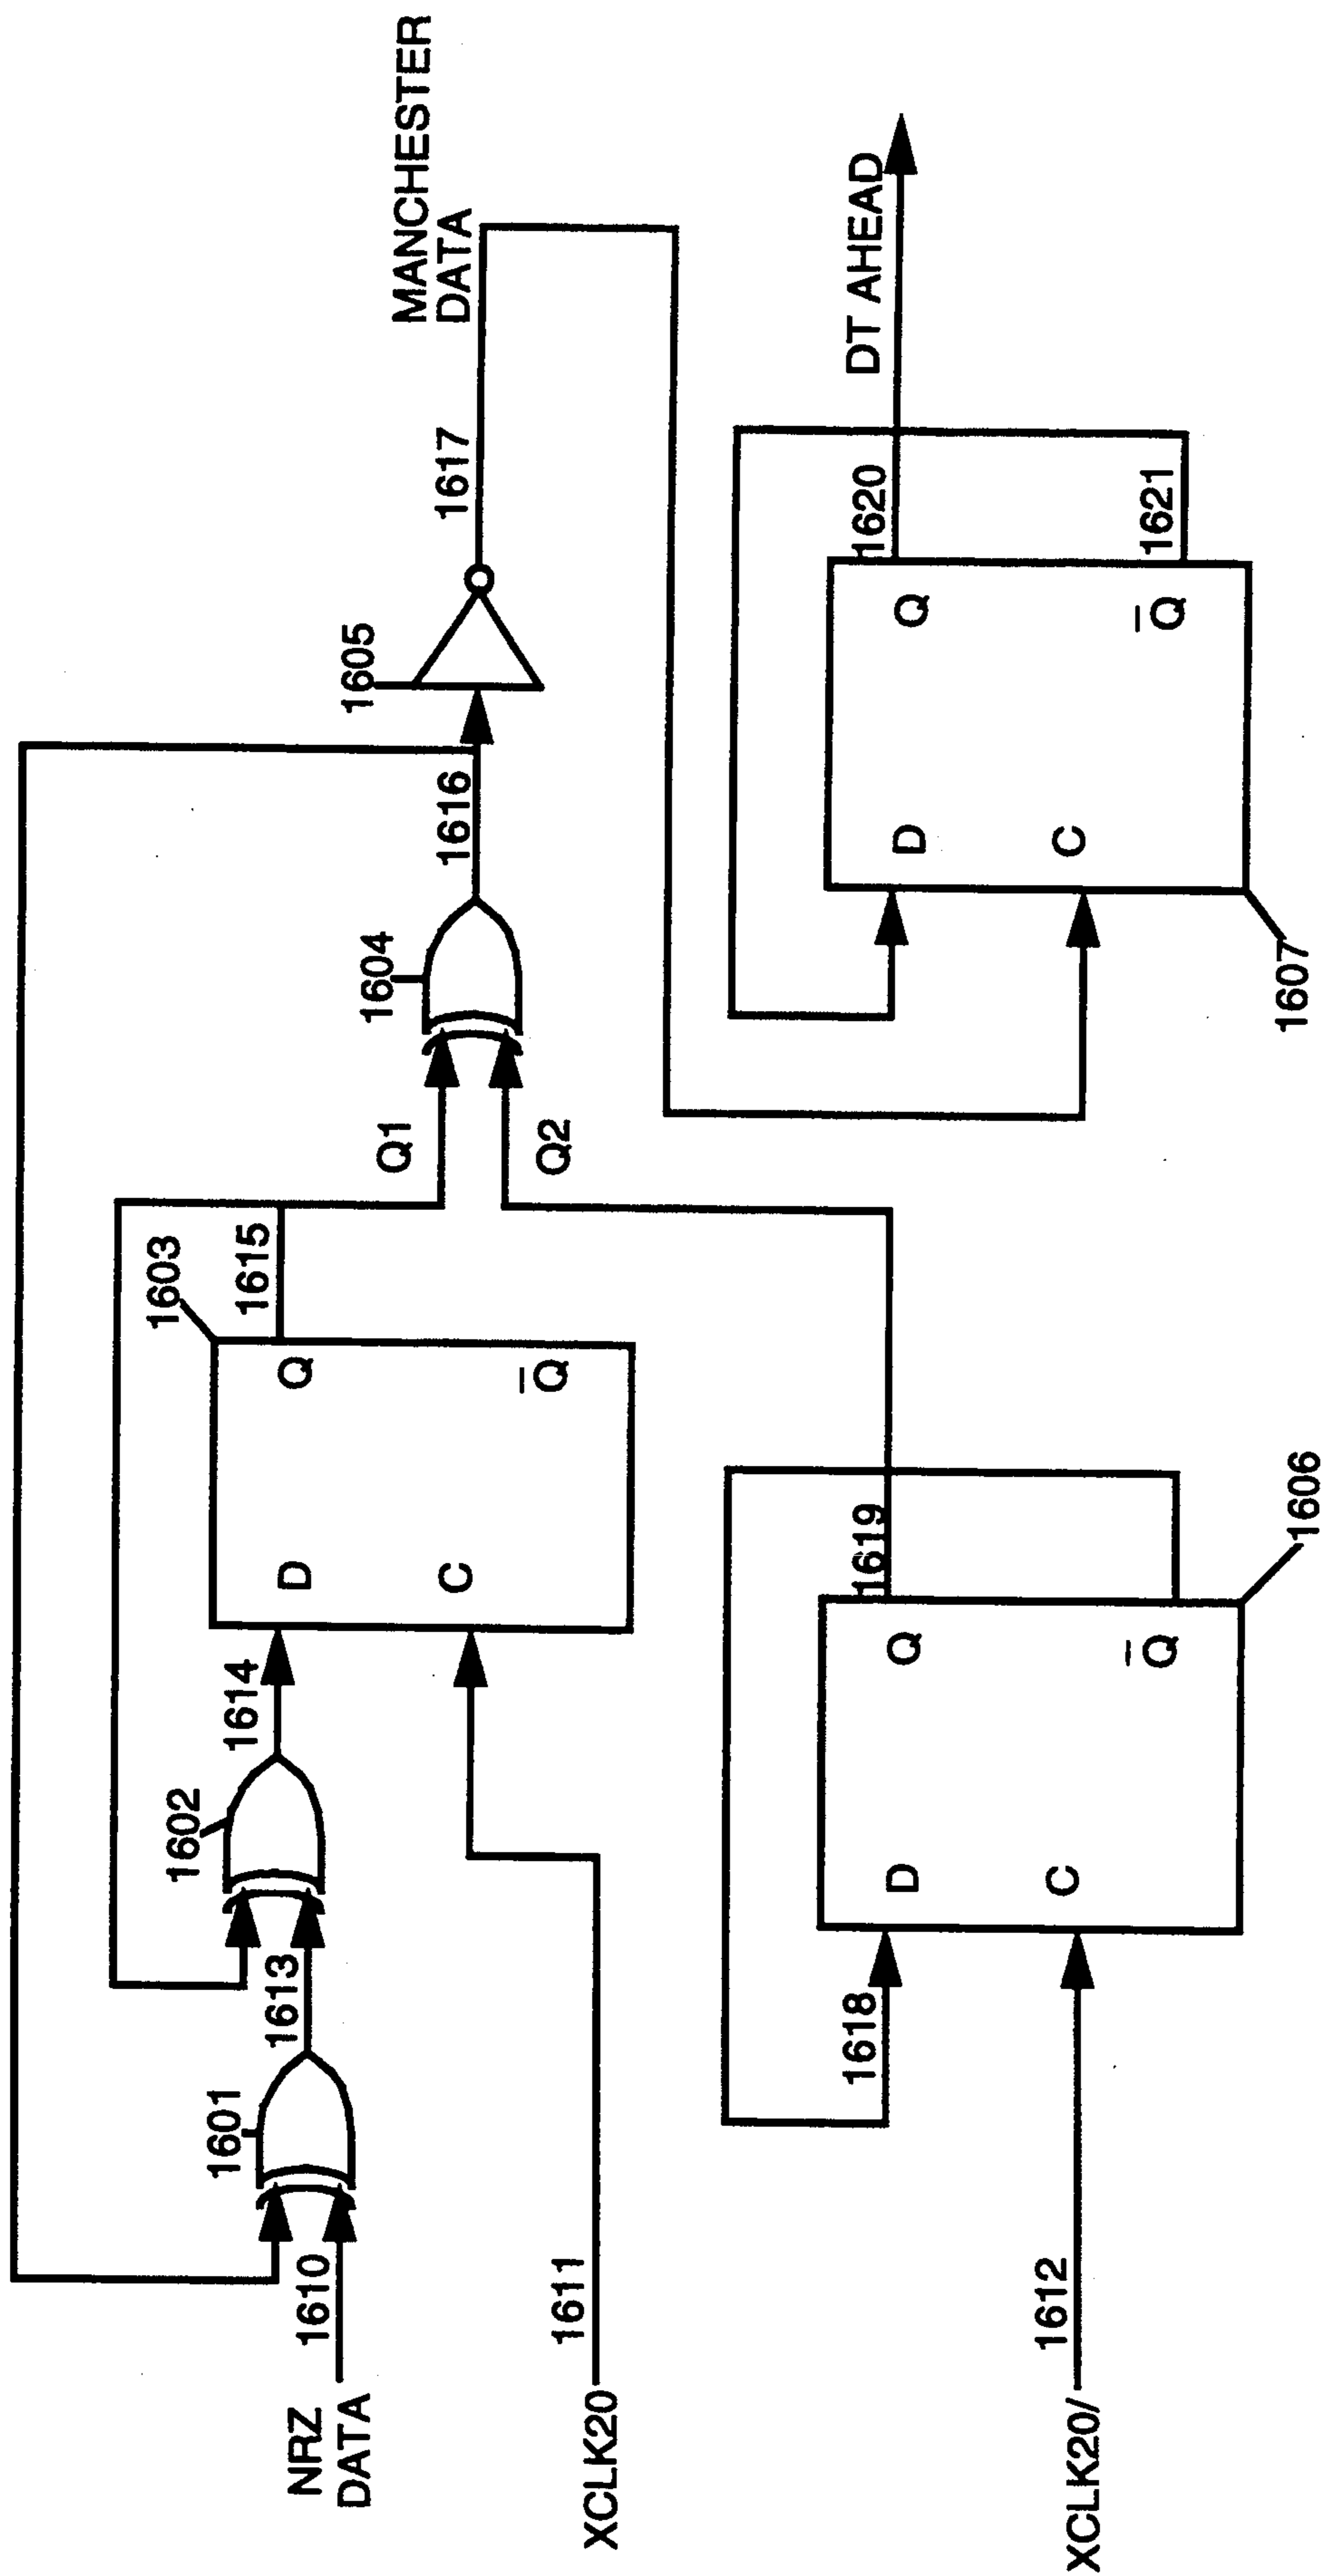 MANCHESTER
DATA
1601
1602
1603
1604
1605
1613
1614
1615
1616
1617
NRZ
DATA
1610
D
Q
C
Q̅
Q1
Q2
XCLK20
1611
1618
1619
1620
DT AHEAD
D
Q
D
Q
XCLK20/
1612
C
Q̅
C
Q̅
1621
1606
1607